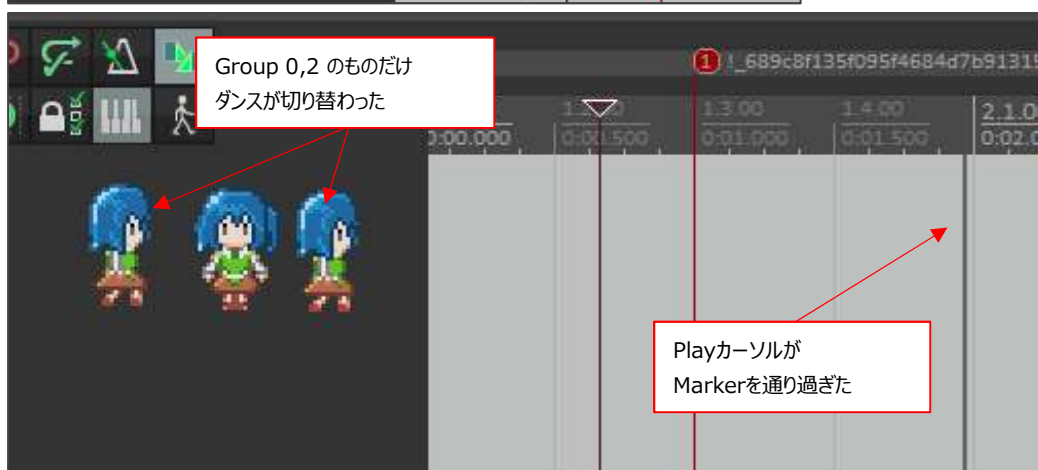 Group 0,2 のものだけ
ダンスが切り替わった
1 !_689c8f135f095f4684d7b91315
1.3.00
1.4.00
2.1.0
0:00.000
0:00.500
0:01.000
0:01.500
0:02.0
Playカーソルが
Markerを通り過ぎた